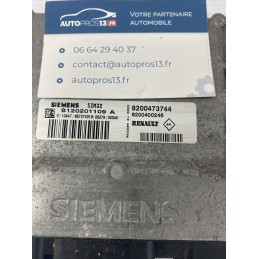 AUTOPROS13.FR
VOTRE PARTENAIRE
AUTOMOBILE
06 64 29 40 37
contact@autopros13.fr
autopros13.fr
SIEMENS SIM32
S120201109 A
8200473744
8200400246
RENAULT
SIEMENS